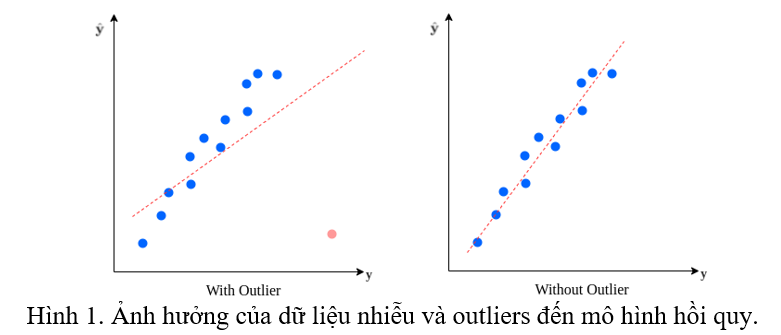 ŷ
ŷ
y
y
With Outlier
Without Outlier
Hình 1. Ảnh hưởng của dữ liệu nhiễu và outliers đến mô hình hồi quy.